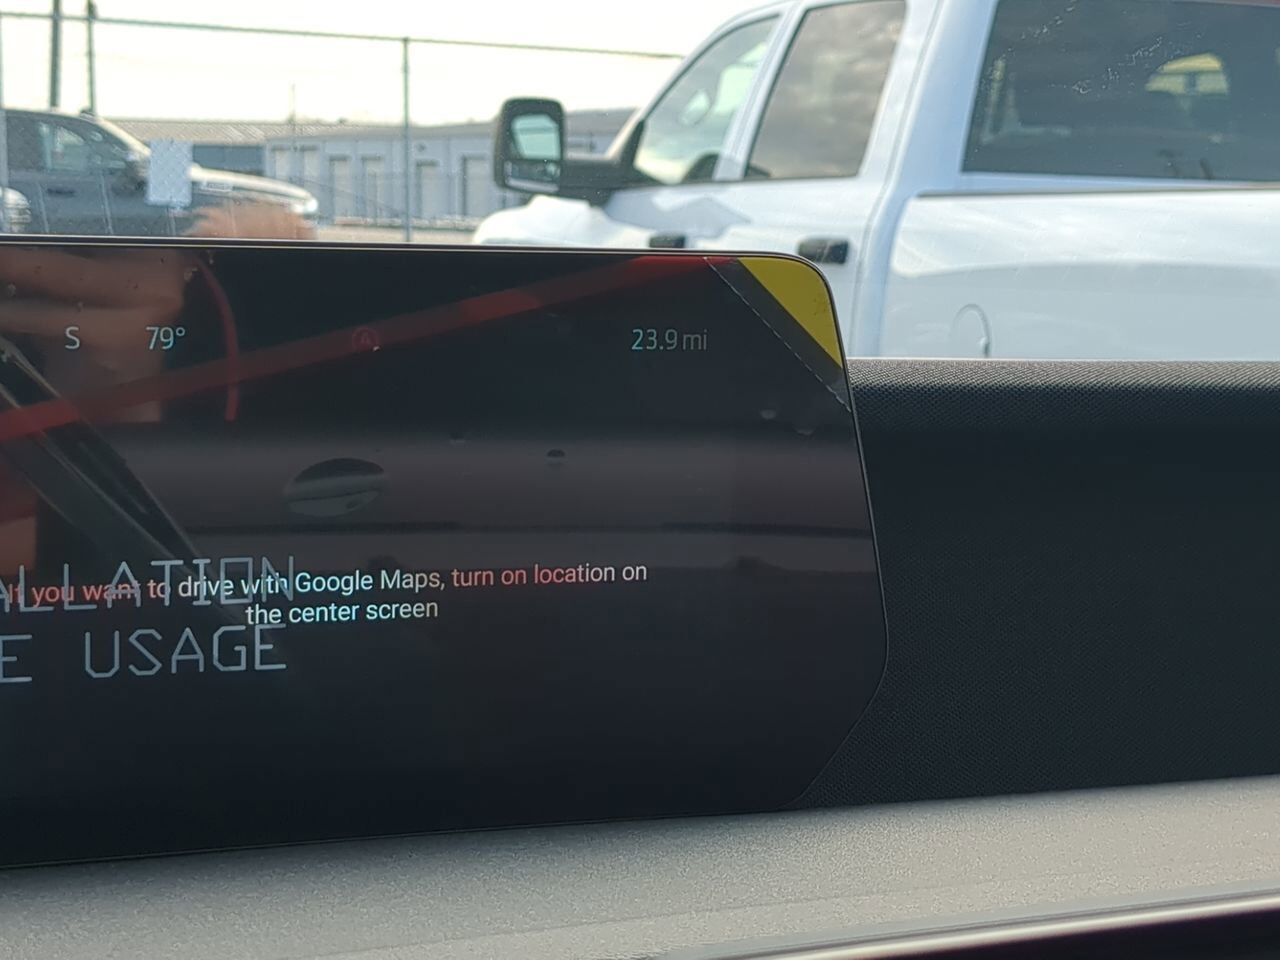 S 79° 23.9 mi
If you want to drive with Google Maps, turn on location on
the center screen
ALLATION
E USAGE